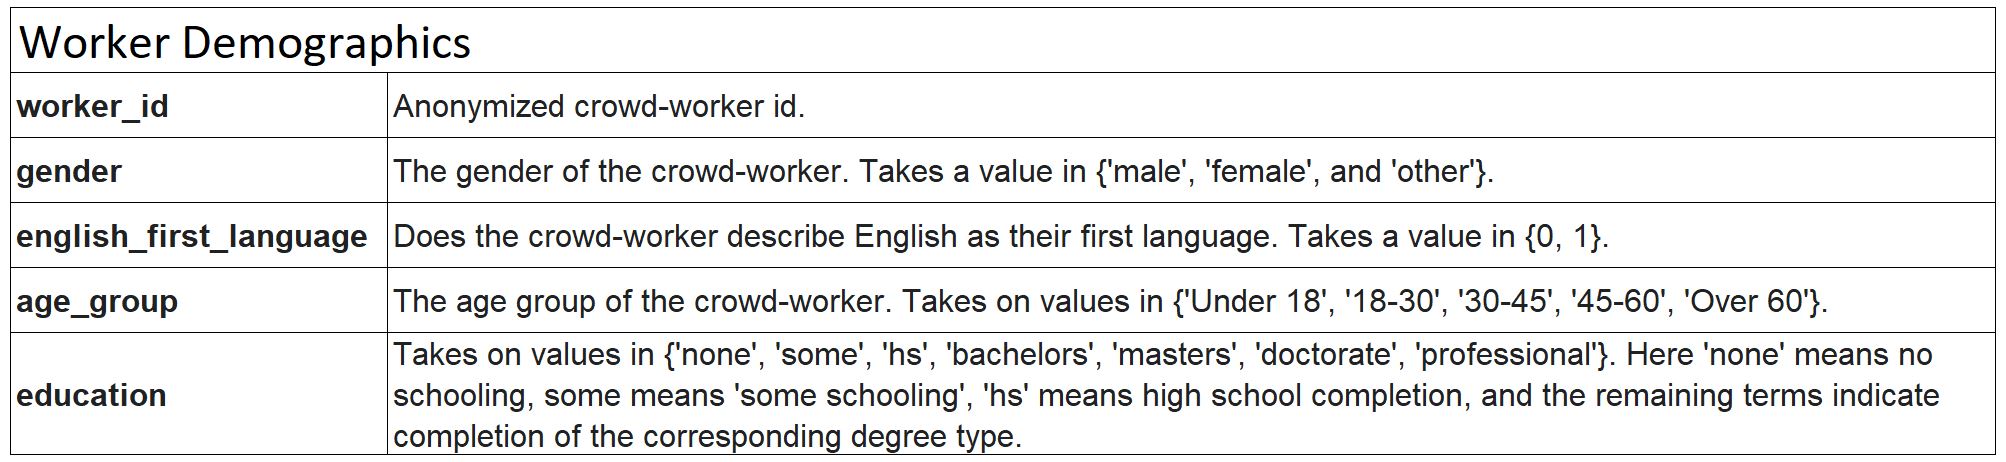 Worker Demographics
worker_id
Anonymized crowd-worker id.
gender
The gender of the crowd-worker. Takes a value in {'male', 'female', and 'other'}.
english_first_language
Does the crowd-worker describe English as their first language. Takes a value in {0, 1}.
age_group
The age group of the crowd-worker. Takes on values in {'Under 18', '18-30', '30-45', '45-60', 'Over 60'}.
education
Takes on values in {'none', 'some', 'hs', 'bachelors', 'masters', 'doctorate', 'professional'}. Here 'none' means no
schooling, some means 'some schooling', 'hs' means high school completion, and the remaining terms indicate
completion of the corresponding degree type.